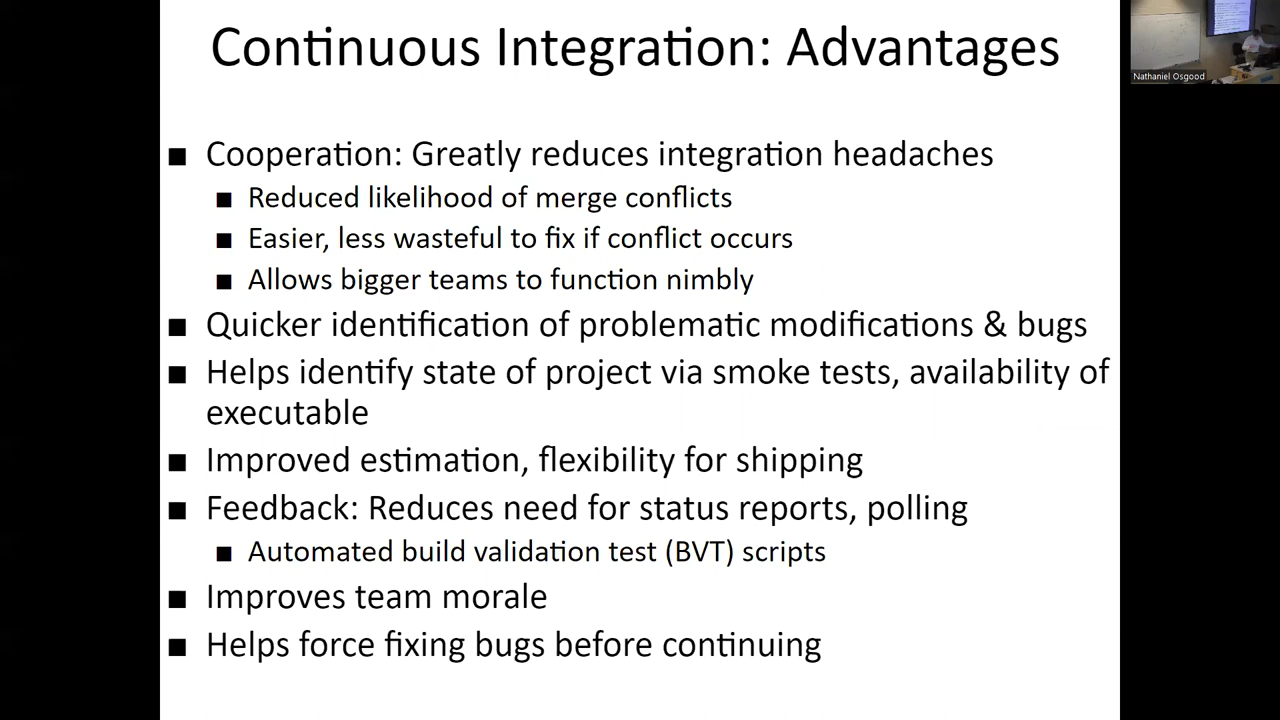 Continuous Integration: Advantages
Nathaniel Osgood
■ Cooperation: Greatly reduces integration headaches
■ Reduced likelihood of merge conflicts
■ Easier, less wasteful to fix if conflict occurs
■ Allows bigger teams to function nimbly
■ Quicker identification of problematic modifications & bugs
■ Helps identify state of project via smoke tests, availability of
executable
■ Improved estimation, flexibility for shipping
■ Feedback: Reduces need for status reports, polling
■ Automated build validation test (BVT) scripts
■ Improves team morale
■ Helps force fixing bugs before continuing